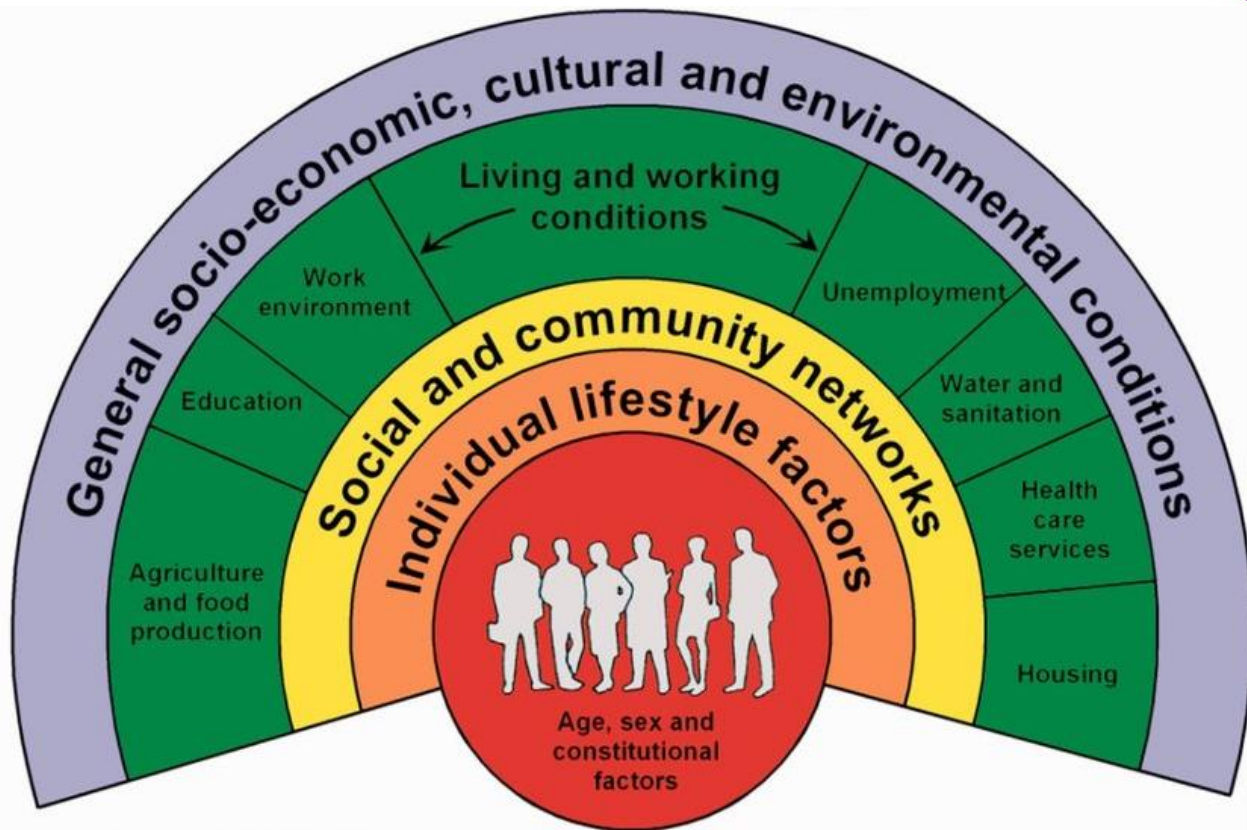 General socio-economic, cultural and environmental conditions
Living and working
conditions
Work
environment
Unemployment
Education
Water and
sanitation
Agriculture
and food
production
Health
care
services
Housing
Social and community networks
Individual lifestyle factors
Age, sex and
constitutional
factors